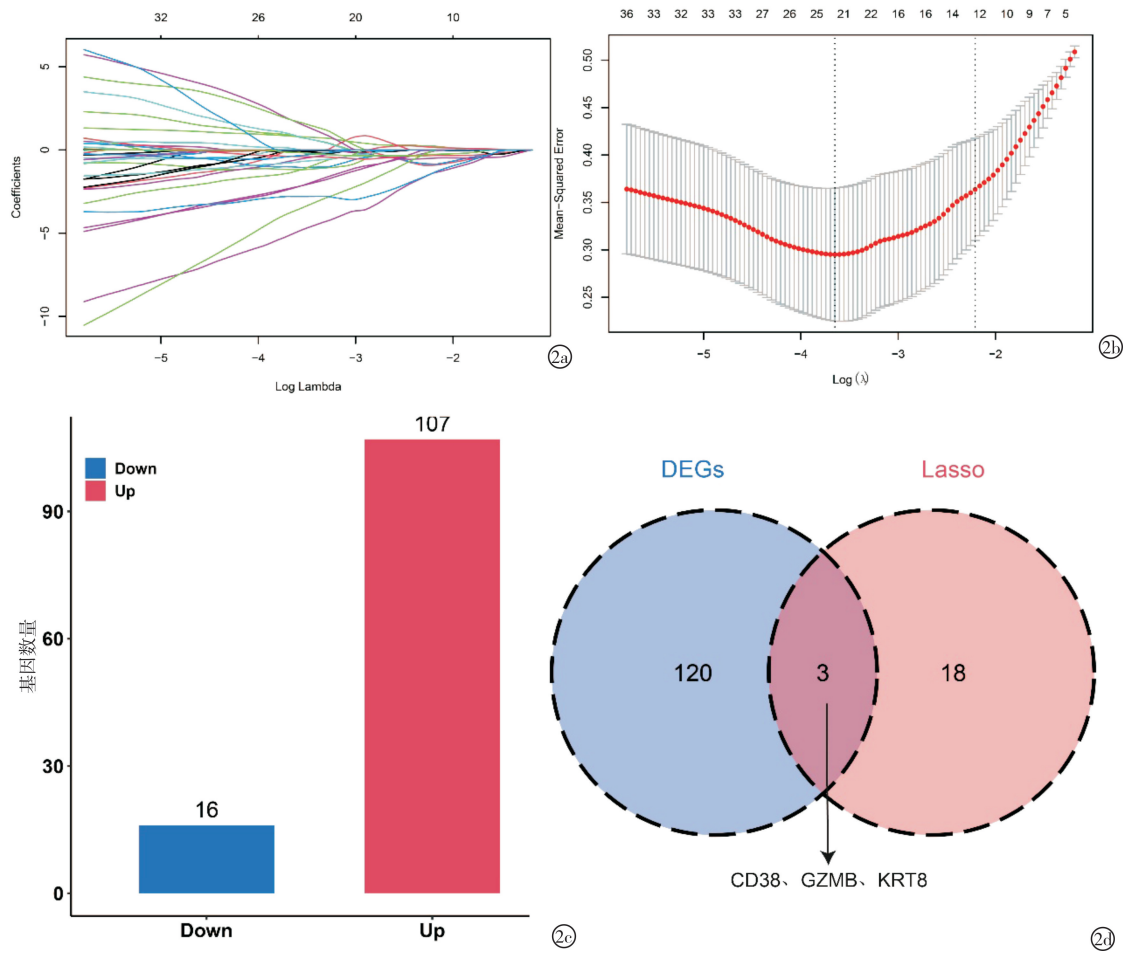 32 26 20 10
5
0
−5
−10
Coefficients
−5 −4 −3 −2
Log Lambda
2a
36 33 32 33 33 27 26 25 21 22 16 16 14 12 10 9 7 5
0.50
0.45
0.40
0.35
0.30
0.25
Mean−Squared Error
−5 −4 −3 −2
Log (λ)
2b
107
Down
Up
90
60
30
0
基因数量
16
Down Up
2c
DEGs Lasso
120 3 18
CD38、GZMB、KRT8
2d